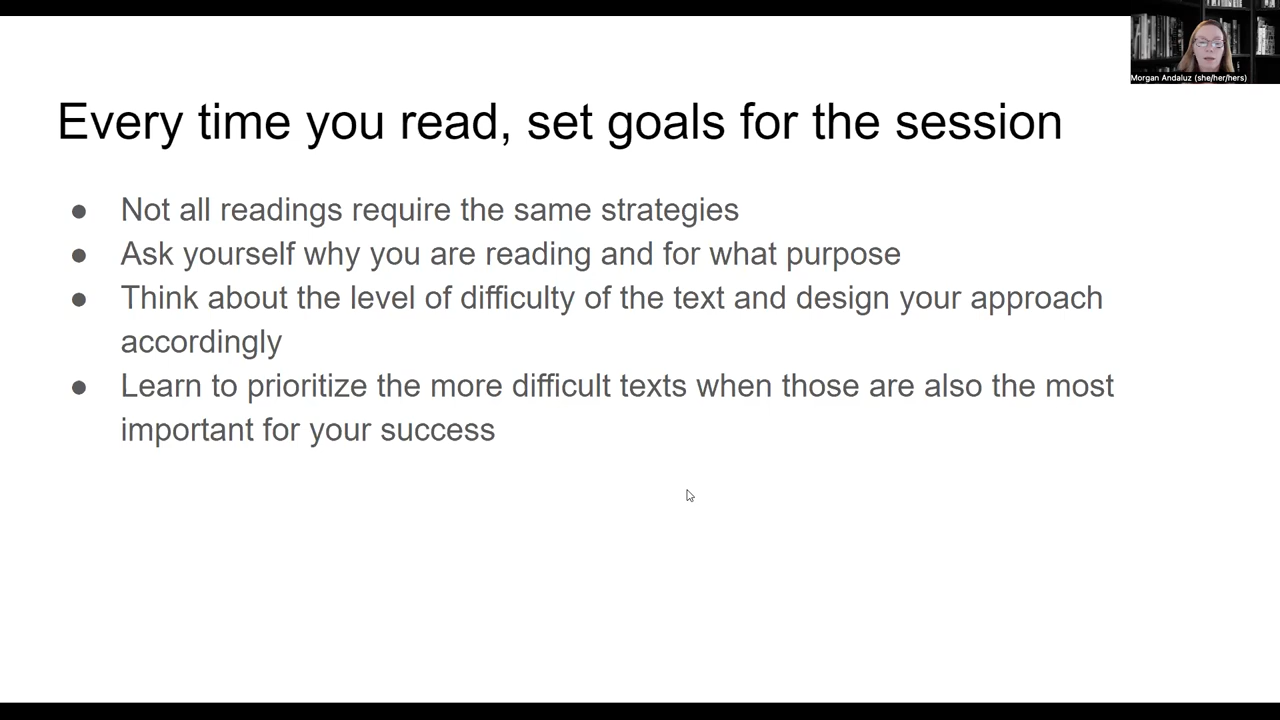 Morgan Andaluz (she/her/hers)
Every time you read, set goals for the session
● Not all readings require the same strategies
● Ask yourself why you are reading and for what purpose
● Think about the level of difficulty of the text and design your approach
accordingly
● Learn to prioritize the more difficult texts when those are also the most
important for your success